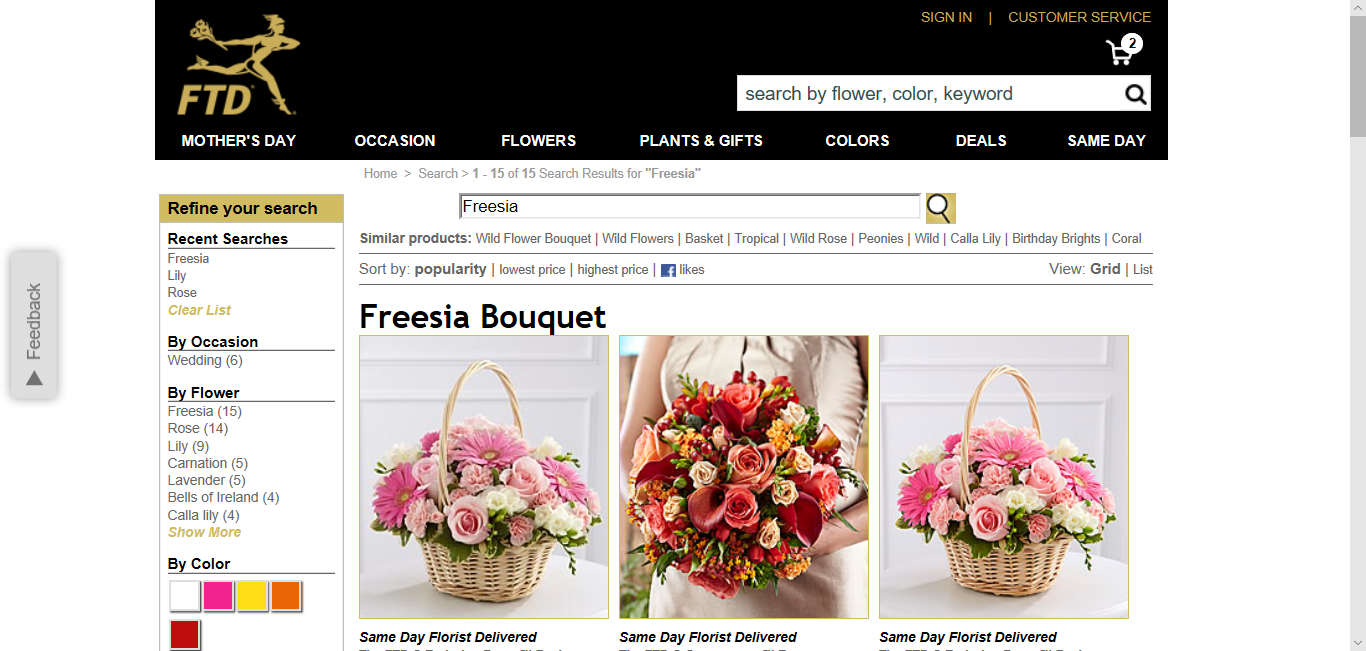 SIGN IN | CUSTOMER SERVICE
2
FTD
search by flower, color, keyword
MOTHER'S DAY OCCASION FLOWERS PLANTS & GIFTS COLORS DEALS SAME DAY
Home > Search > 1 - 15 of 15 Search Results for "Freesia"
Refine your search
Recent Searches
Freesia
Lily
Rose
Clear List
By Occasion
Wedding (6)
By Flower
Freesia (15)
Rose (14)
Lily (9)
Carnation (5)
Lavender (5)
Bells of Ireland (4)
Calla lily (4)
Show More
By Color
Feedback
Freesia
Similar products: Wild Flower Bouquet | Wild Flowers | Basket | Tropical | Wild Rose | Peonies | Wild | Calla Lily | Birthday Brights | Coral
Sort by: popularity | lowest price | highest price | f likes
View: Grid | List
Freesia Bouquet
Same Day Florist Delivered
Same Day Florist Delivered
Same Day Florist Delivered